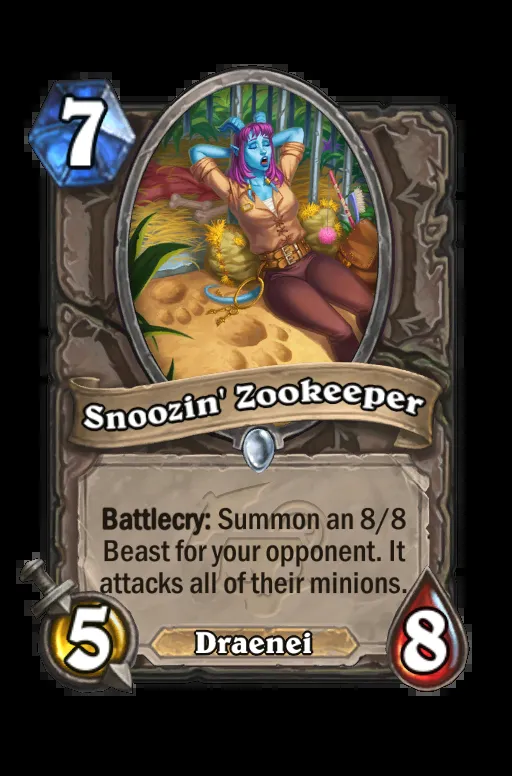 7
Snoozin' Zookeeper
Battlecry: Summon an 8/8
Beast for your opponent. It
attacks all of their minions.
5
Draenei
8